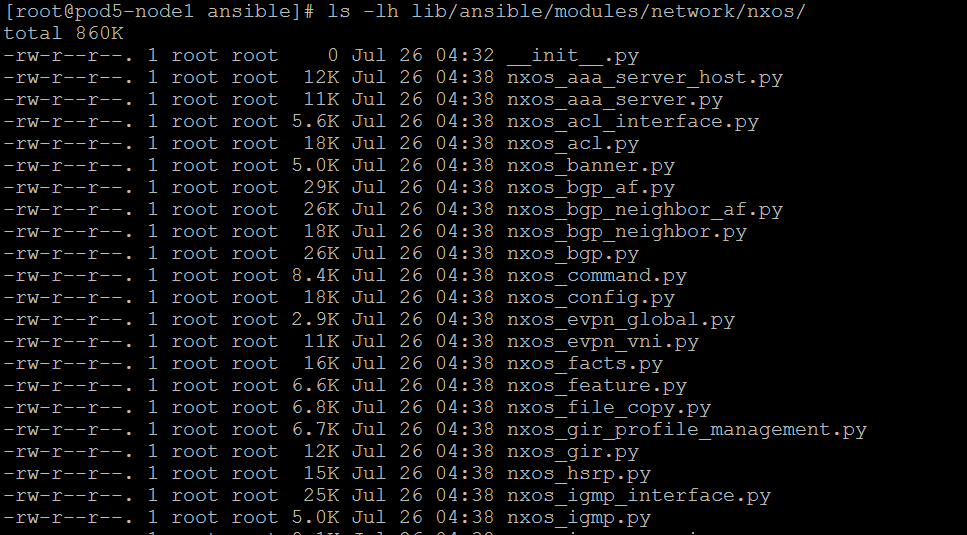 [root@pod5-node1 ansible]# ls -lh lib/ansible/modules/network/nxos/
total 860K
-rw-r--r--. 1 root root    0 Jul 26 04:32 __init__.py
-rw-r--r--. 1 root root  12K Jul 26 04:38 nxos_aaa_server_host.py
-rw-r--r--. 1 root root  11K Jul 26 04:38 nxos_aaa_server.py
-rw-r--r--. 1 root root 5.6K Jul 26 04:38 nxos_acl_interface.py
-rw-r--r--. 1 root root  18K Jul 26 04:38 nxos_acl.py
-rw-r--r--. 1 root root 5.0K Jul 26 04:38 nxos_banner.py
-rw-r--r--. 1 root root  29K Jul 26 04:38 nxos_bgp_af.py
-rw-r--r--. 1 root root  26K Jul 26 04:38 nxos_bgp_neighbor_af.py
-rw-r--r--. 1 root root  18K Jul 26 04:38 nxos_bgp_neighbor.py
-rw-r--r--. 1 root root  26K Jul 26 04:38 nxos_bgp.py
-rw-r--r--. 1 root root 8.4K Jul 26 04:38 nxos_command.py
-rw-r--r--. 1 root root  18K Jul 26 04:38 nxos_config.py
-rw-r--r--. 1 root root 2.9K Jul 26 04:38 nxos_evpn_global.py
-rw-r--r--. 1 root root  11K Jul 26 04:38 nxos_evpn_vni.py
-rw-r--r--. 1 root root  16K Jul 26 04:38 nxos_facts.py
-rw-r--r--. 1 root root 6.6K Jul 26 04:38 nxos_feature.py
-rw-r--r--. 1 root root 6.8K Jul 26 04:38 nxos_file_copy.py
-rw-r--r--. 1 root root 6.7K Jul 26 04:38 nxos_gir_profile_management.py
-rw-r--r--. 1 root root  12K Jul 26 04:38 nxos_gir.py
-rw-r--r--. 1 root root  15K Jul 26 04:38 nxos_hsrp.py
-rw-r--r--. 1 root root  25K Jul 26 04:38 nxos_igmp_interface.py
-rw-r--r--. 1 root root 5.0K Jul 26 04:38 nxos_igmp.py